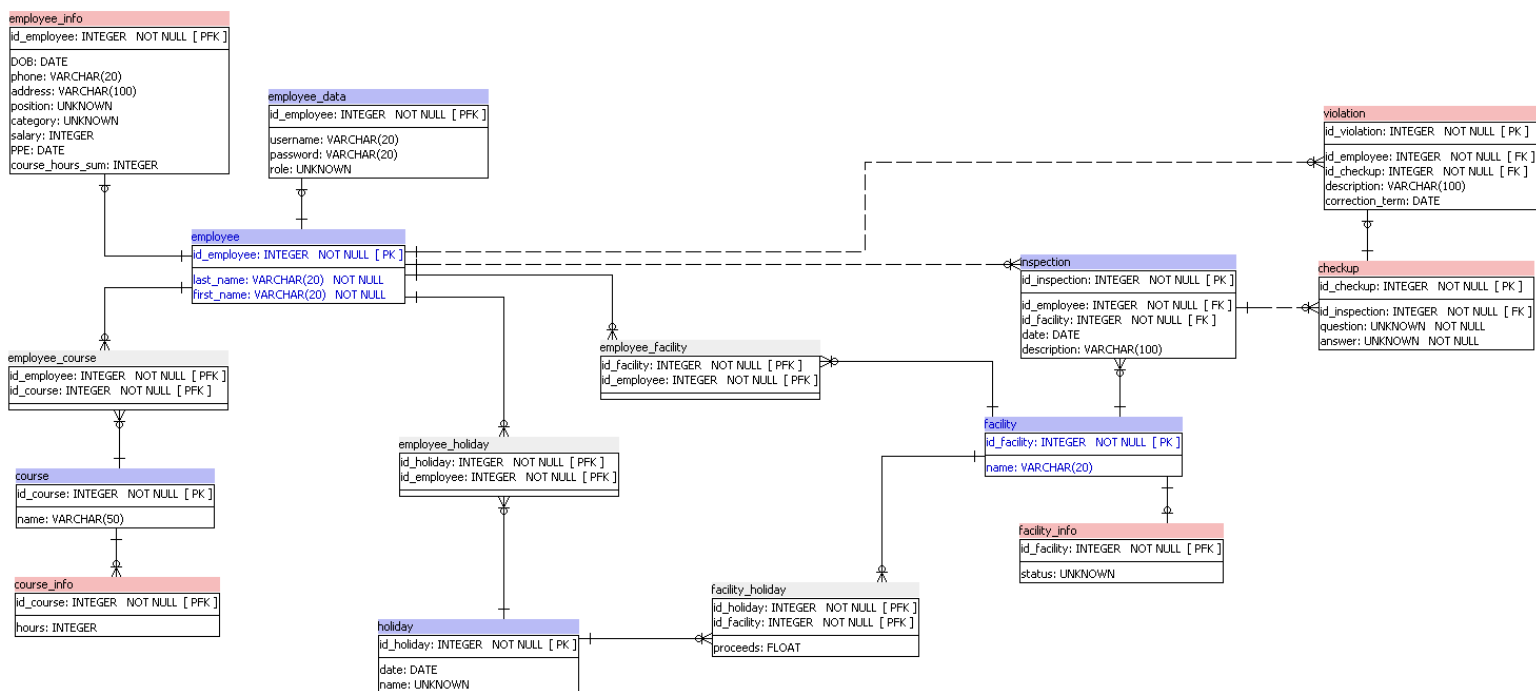 employee_info
id_employee: INTEGER NOT NULL [ PFK ]
DOB: DATE
phone: VARCHAR(20)
address: VARCHAR(100)
position: UNKNOWN
category: UNKNOWN
salary: INTEGER
PPE: DATE
course_hours_sum: INTEGER
employee_data
id_employee: INTEGER NOT NULL [ PFK ]
username: VARCHAR(20)
password: VARCHAR(20)
role: UNKNOWN
violation
id_violation: INTEGER NOT NULL [ PK ]
id_employee: INTEGER NOT NULL [ FK ]
id_checkup: INTEGER NOT NULL [ FK ]
description: VARCHAR(100)
correction_term: DATE
employee
id_employee: INTEGER NOT NULL [ PK ]
last_name: VARCHAR(20) NOT NULL
first_name: VARCHAR(20) NOT NULL
inspection
id_inspection: INTEGER NOT NULL [ PK ]
id_employee: INTEGER NOT NULL [ FK ]
id_facility: INTEGER NOT NULL [ FK ]
date: DATE
description: VARCHAR(100)
checkup
id_checkup: INTEGER NOT NULL [ PK ]
id_inspection: INTEGER NOT NULL [ FK ]
question: UNKNOWN NOT NULL
answer: UNKNOWN NOT NULL
employee_course
id_employee: INTEGER NOT NULL [ PFK ]
id_course: INTEGER NOT NULL [ PFK ]
employee_facility
id_facility: INTEGER NOT NULL [ PFK ]
id_employee: INTEGER NOT NULL [ PFK ]
facility
id_facility: INTEGER NOT NULL [ PK ]
name: VARCHAR(20)
employee_holiday
id_holiday: INTEGER NOT NULL [ PFK ]
id_employee: INTEGER NOT NULL [ PFK ]
course
id_course: INTEGER NOT NULL [ PK ]
name: VARCHAR(50)
facility_info
id_facility: INTEGER NOT NULL [ PFK ]
status: UNKNOWN
course_info
id_course: INTEGER NOT NULL [ PFK ]
hours: INTEGER
facility_holiday
id_holiday: INTEGER NOT NULL [ PFK ]
id_facility: INTEGER NOT NULL [ PFK ]
proceeds: FLOAT
holiday
id_holiday: INTEGER NOT NULL [ PK ]
date: DATE
name: UNKNOWN